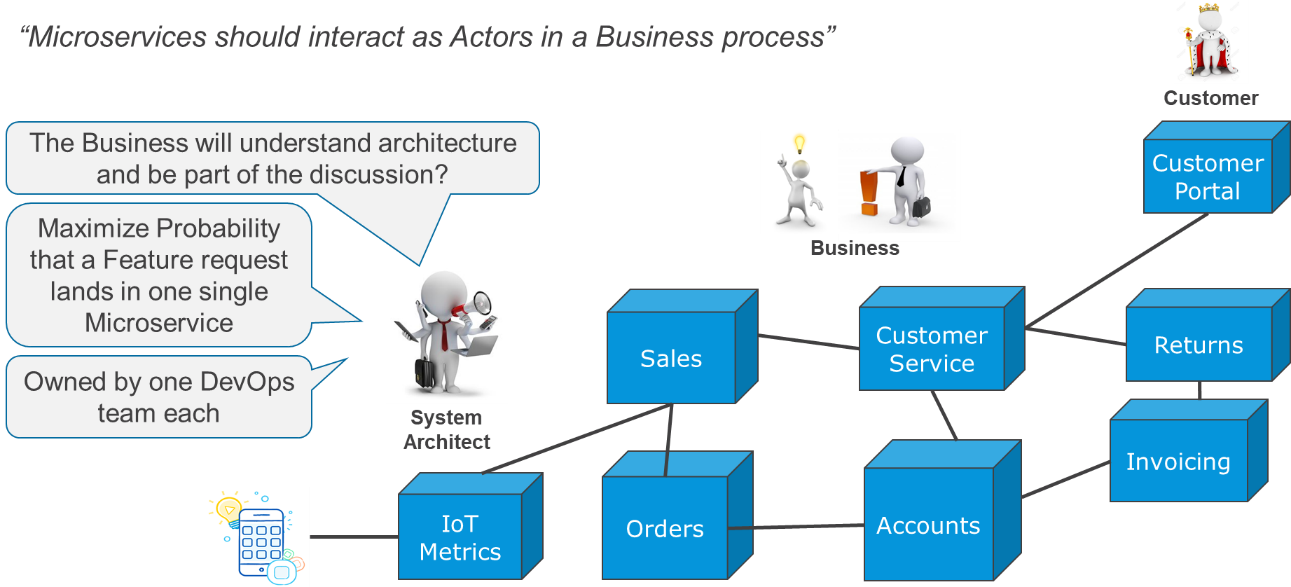 “Microservices should interact as Actors in a Business process”
Customer
The Business will understand architecture
and be part of the discussion?
Customer
Portal
Maximize Probability
that a Feature request
lands in one single
Microservice
Business
Sales
Customer
Service
Returns
Owned by one DevOps
team each
System
Architect
Invoicing
IoT
Metrics
Orders
Accounts